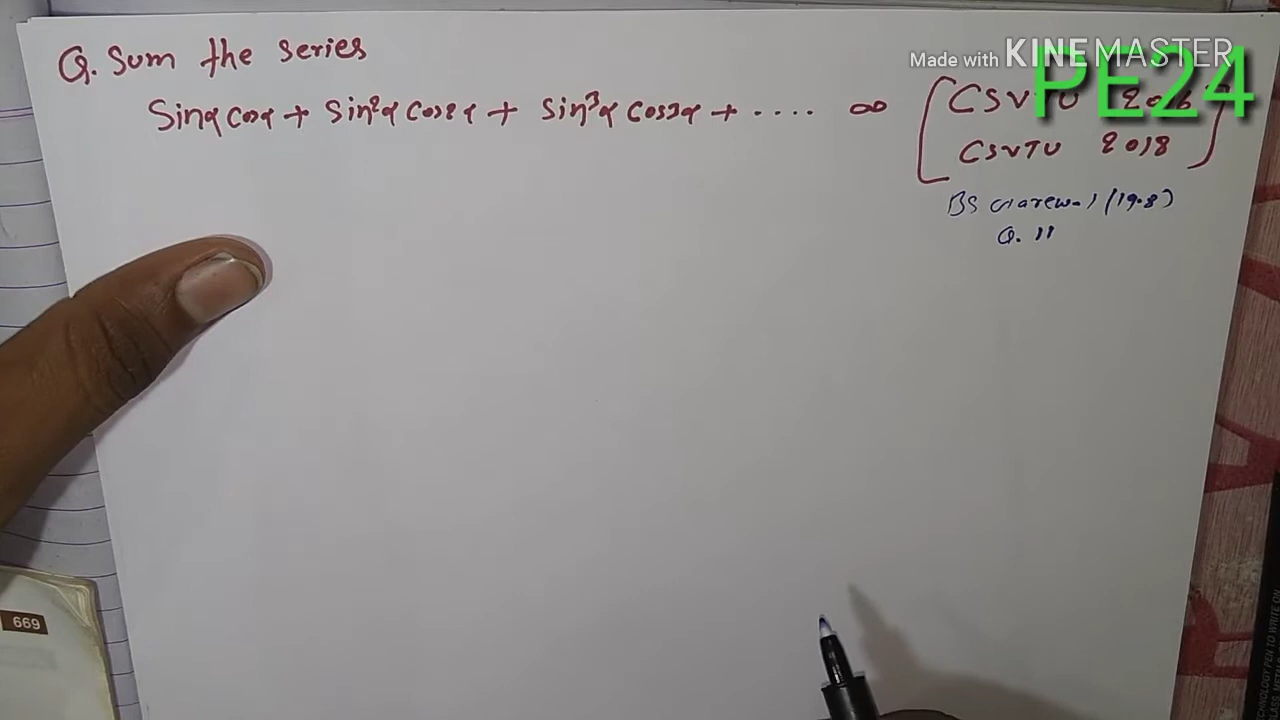 Q. Sum the series
Made with KINEMASTER
PE24
Sinα cosα + Sin²α cos2α + Sin³α cos3α + .... ∞
CSVTU
CSVTU 2018
BS (19.8)
Q. 11
669